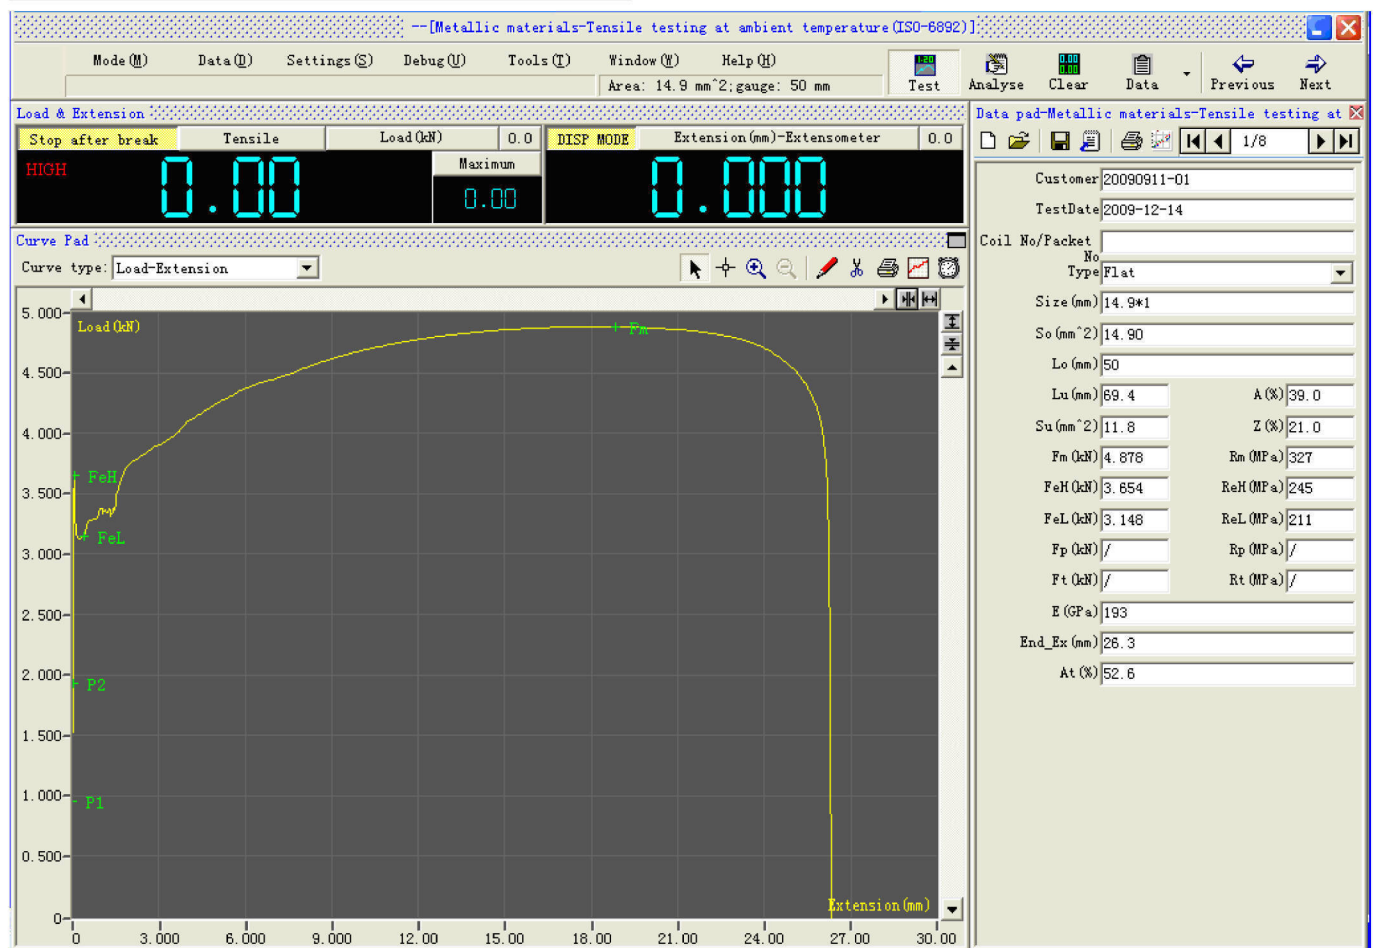 --[Metallic materials-Tensile testing at ambient temperature(ISO-6892)]
Mode(M) Data(D) Settings(S) Debug(U) Tools(T) Window(W) Help(H)
Area: 14.9 mm^2;gauge: 50 mm
Test Analyse Clear Data Previous Next
Load & Extension
Stop after break Tensile Load(kN) 0.0 DISP MODE Extension(mm)-Extensometer 0.0
HIGH 0.00 Maximum 0.00 0.000
Curve Pad
Curve type: Load-Extension
Load(kN)
5.000
4.500
4.000
3.500
3.000
2.500
2.000
1.500
1.000
0.500
0
Fm
FeH
FeL
P2
P1
Extension(mm)
0 3.000 6.000 9.000 12.00 15.00 18.00 21.00 24.00 27.00 30.00
Data pad-Metallic materials-Tensile testing at
1/8
Customer 20090911-01
TestDate 2009-12-14
Coil No/Packet No
Type Flat
Size(mm) 14.9*1
So(mm^2) 14.90
Lo(mm) 50
Lu(mm) 69.4 A(%) 39.0
Su(mm^2) 11.8 Z(%) 21.0
Fm(kN) 4.878 Rm(MPa) 327
FeH(kN) 3.654 ReH(MPa) 245
FeL(kN) 3.148 ReL(MPa) 211
Fp(kN) / Rp(MPa) /
Ft(kN) / Rt(MPa) /
E(GPa) 193
End_Ex(mm) 26.3
At(%) 52.6